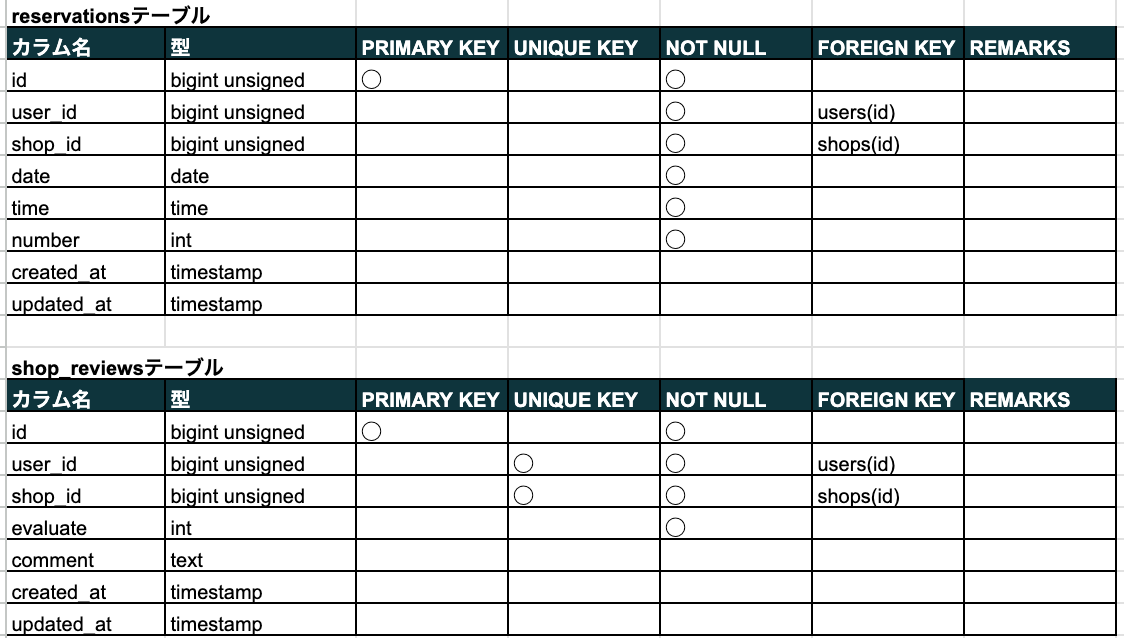 reservationsテーブル
カラム名 型 PRIMARY KEY UNIQUE KEY NOT NULL FOREIGN KEY REMARKS
id bigint unsigned ○ ○
user_id bigint unsigned ○ users(id)
shop_id bigint unsigned ○ shops(id)
date date ○
time time ○
number int ○
created_at timestamp
updated_at timestamp
shop_reviewsテーブル
カラム名 型 PRIMARY KEY UNIQUE KEY NOT NULL FOREIGN KEY REMARKS
id bigint unsigned ○ ○
user_id bigint unsigned ○ ○ users(id)
shop_id bigint unsigned ○ ○ shops(id)
evaluate int ○
comment text
created_at timestamp
updated_at timestamp